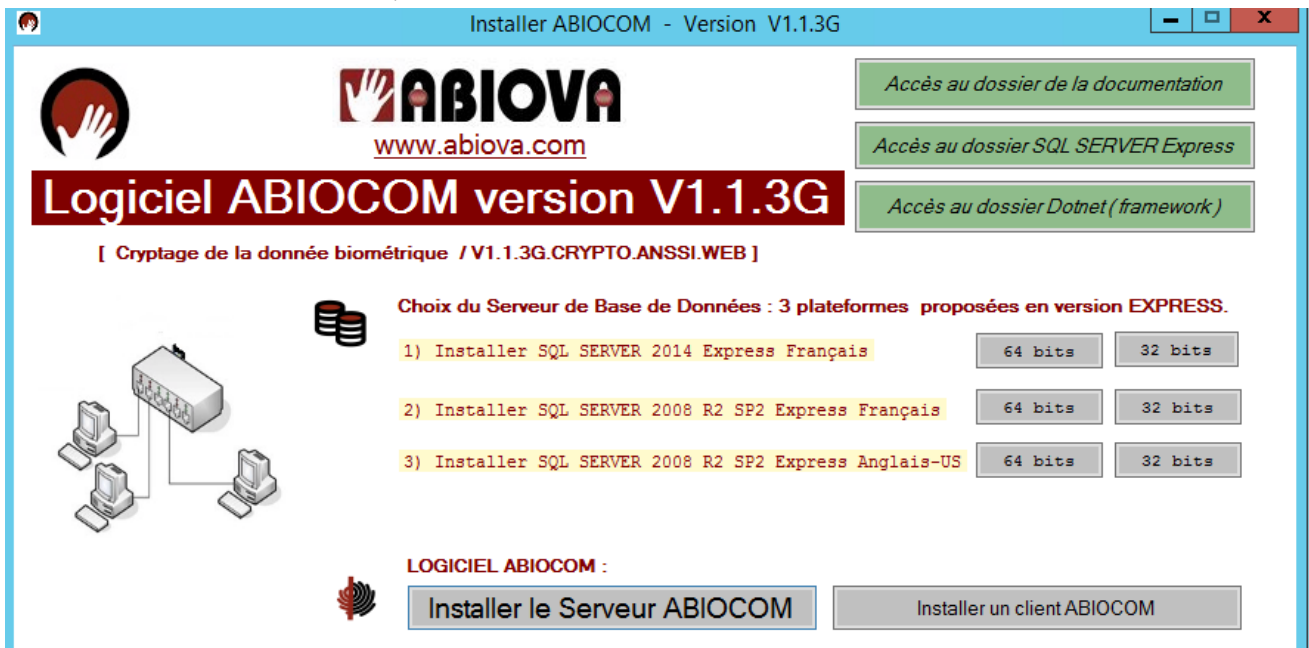 Installer ABIOCOM - Version V1.1.3G
ABIOVA
www.abiova.com
Accès au dossier de la documentation
Accès au dossier SQL SERVER Express
Accès au dossier Dotnet ( framework )
Logiciel ABIOCOM version V1.1.3G
[ Cryptage de la donnée biométrique / V1.1.3G.CRYPTO.ANSSI.WEB ]
Choix du Serveur de Base de Données : 3 plateformes proposées en version EXPRESS.
1) Installer SQL SERVER 2014 Express Français 64 bits 32 bits
2) Installer SQL SERVER 2008 R2 SP2 Express Français 64 bits 32 bits
3) Installer SQL SERVER 2008 R2 SP2 Express Anglais-US 64 bits 32 bits
LOGICIEL ABIOCOM :
Installer le Serveur ABIOCOM Installer un client ABIOCOM